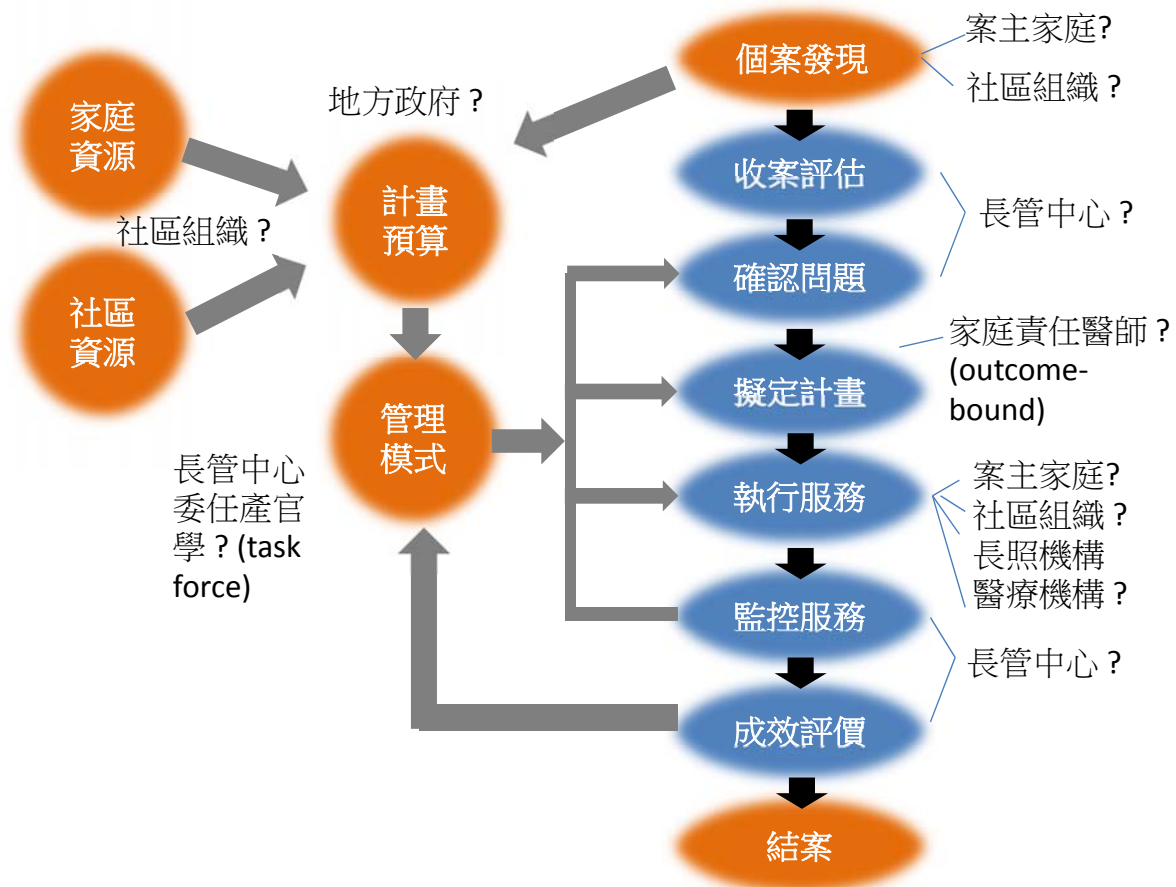 個案發現
案主家庭?
社區組織 ?
地方政府 ?
家庭
資源
計畫
預算
收案評估
社區組織 ?
長管中心 ?
社區
資源
確認問題
管理
模式
擬定計畫
家庭責任醫師 ?
(outcome-
bound)
長管中心
委任產官
學 ? (task
force)
執行服務
案主家庭?
社區組織 ?
長照機構
醫療機構 ?
監控服務
長管中心 ?
成效評價
結案